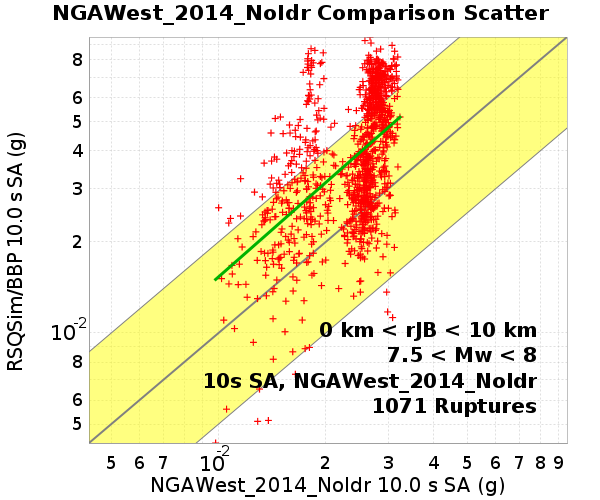 NGAWest_2014_NoIdr Comparison Scatter
RSQSim/BBP 10.0 s SA (g)
8
6
5
4
3
2
10-2
8
6
5
0 km < rJB < 10 km
7.5 < Mw < 8
10s SA, NGAWest_2014_NoIdr
1071 Ruptures
5 6 7 10-2 2 3 4 5 6 7 8 9
NGAWest_2014_NoIdr 10.0 s SA (g)